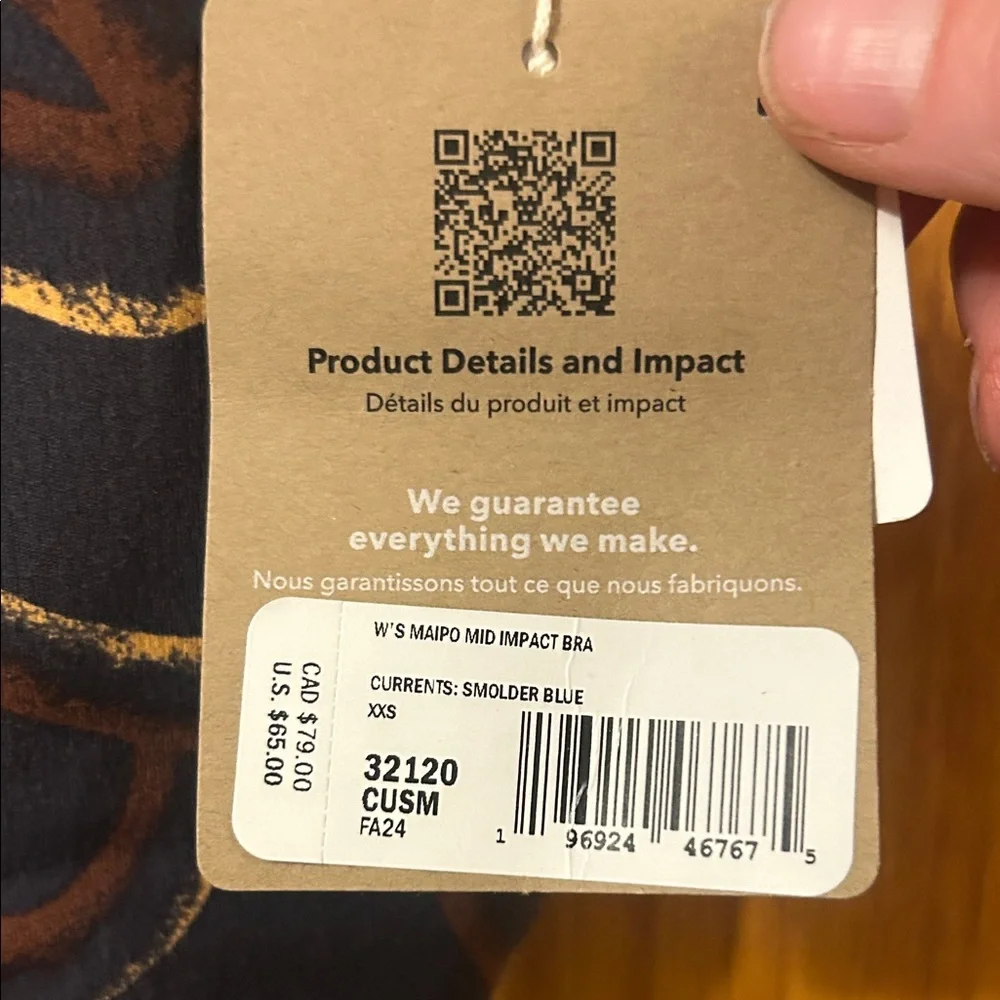 Product Details and Impact
Détails du produit et impact
We guarantee
everything we make.
Nous garantissons tout ce que nous fabriquons.
W'S MAIPO MID IMPACT BRA
CURRENTS: SMOLDER BLUE
XXS
32120
CUSM
FA24
CAD $79.00
U.S. $65.00
1 96924 46767 5